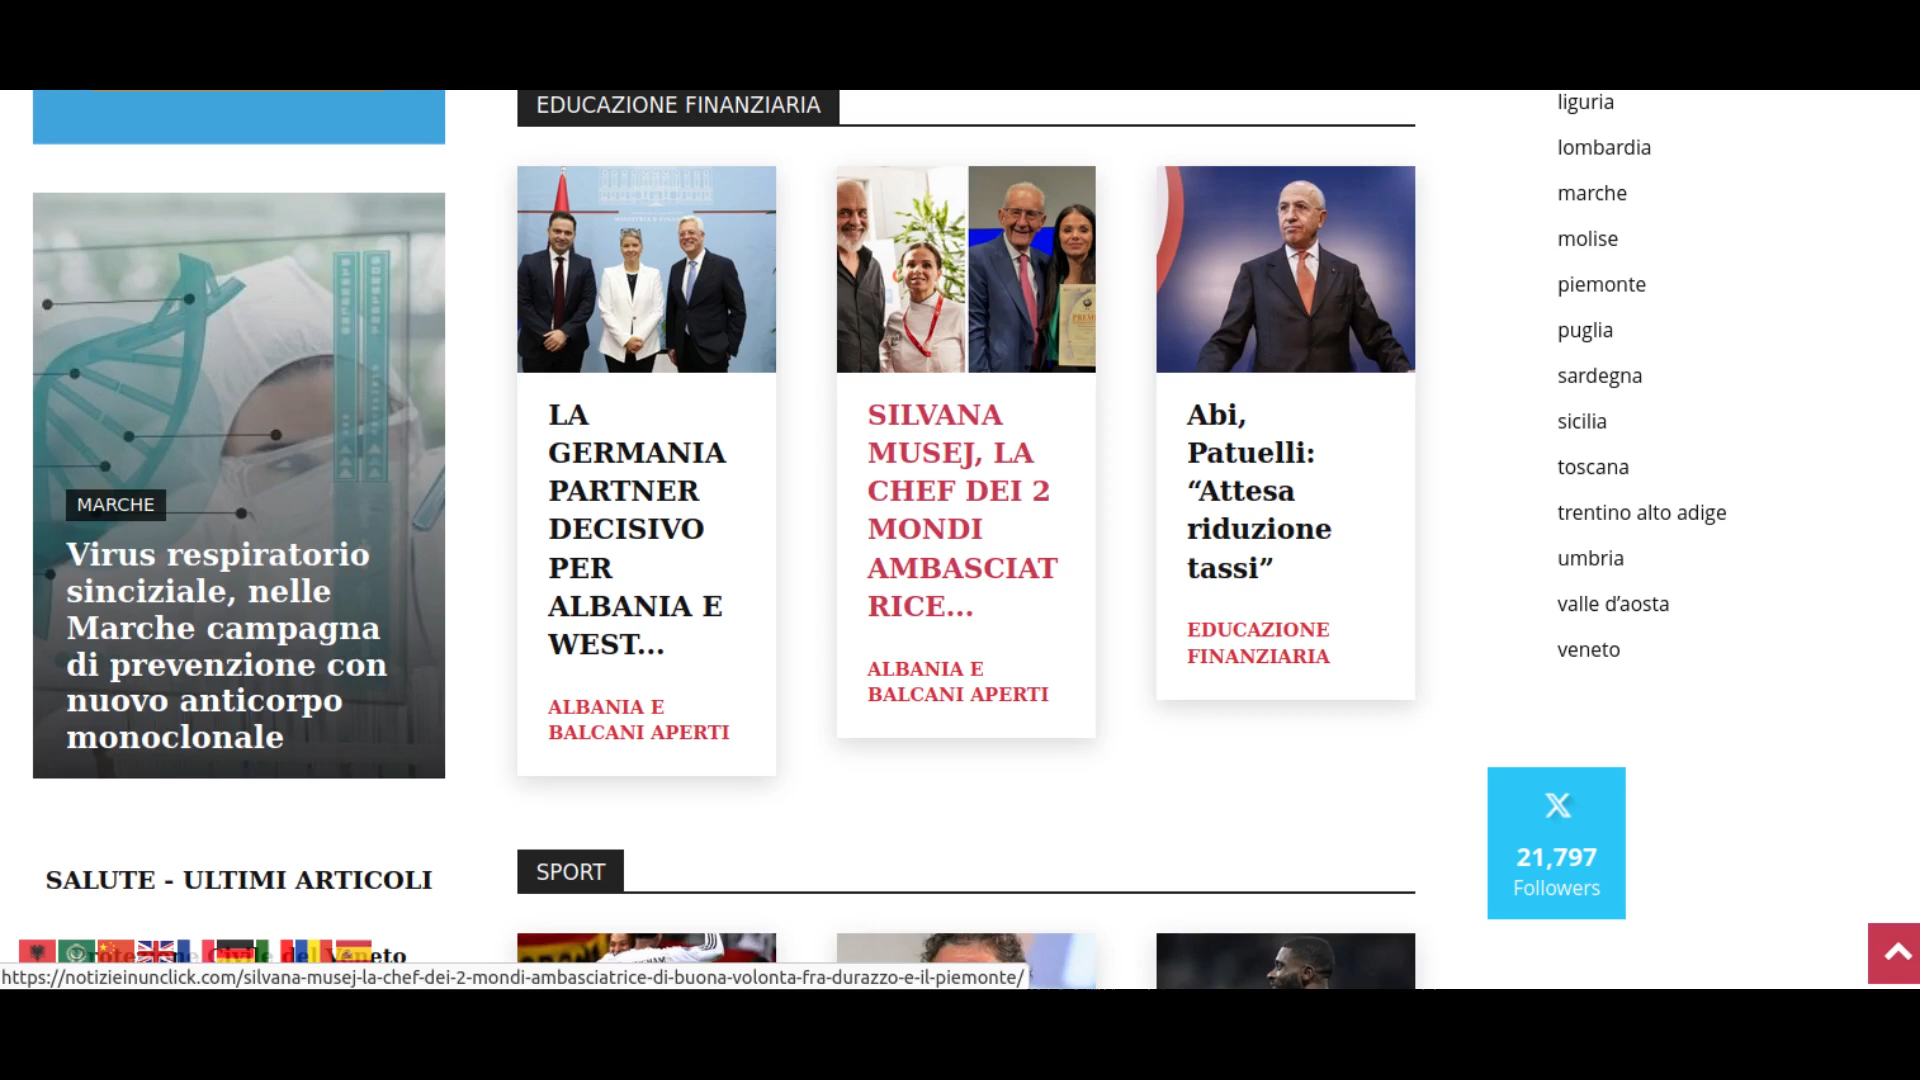 EDUCAZIONE FINANZIARIA
MARCHE
Virus respiratorio
sinciziale, nelle
Marche campagna
di prevenzione con
nuovo anticorpo
monoclonale
SALUTE - ULTIMI ARTICOLI
LA
GERMANIA
PARTNER
DECISIVO
PER
ALBANIA E
WEST...
ALBANIA E
BALCANI APERTI
SILVANA
MUSEJ, LA
CHEF DEI 2
MONDI
AMBASCIAT
RICE...
ALBANIA E
BALCANI APERTI
Abi,
Patuelli:
“Attesa
riduzione
tassi”
EDUCAZIONE
FINANZIARIA
SPORT
liguria
lombardia
marche
molise
piemonte
puglia
sardegna
sicilia
toscana
trentino alto adige
umbria
valle d’aosta
veneto
21,797
Followers
https://notizieinunclick.com/silvana-musej-la-chef-dei-2-mondi-ambasciatrice-di-buona-volonta-fra-durazzo-e-il-piemonte/